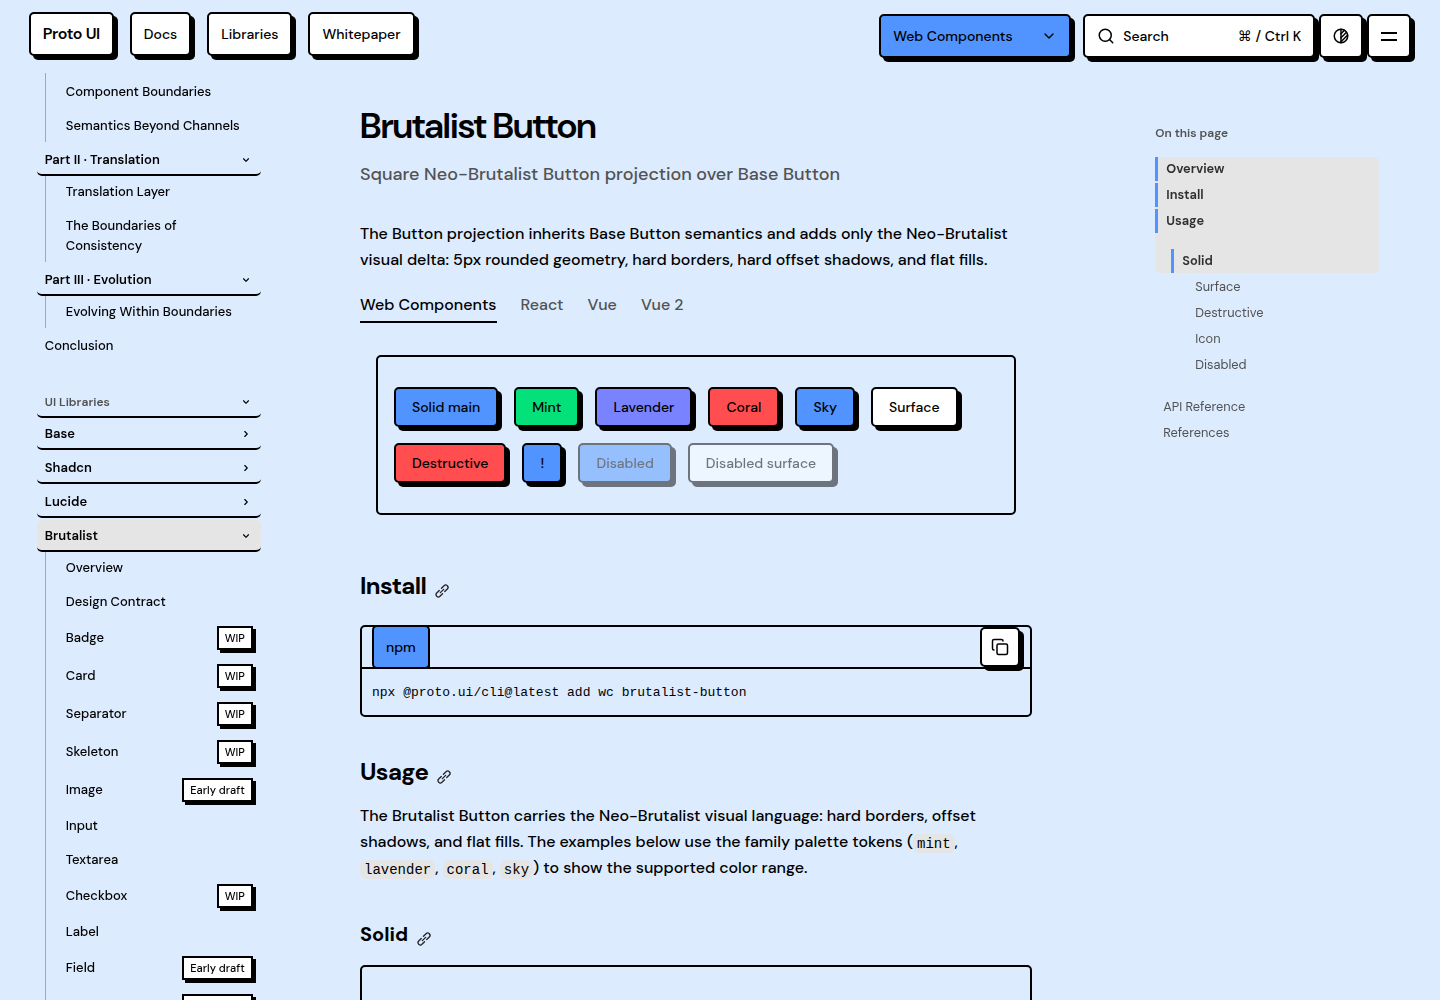 Proto UI
Docs
Libraries
Whitepaper
Web Components
Search
⌘ / Ctrl K
Component Boundaries
Semantics Beyond Channels
Part II · Translation
Translation Layer
The Boundaries of
Consistency
Part III · Evolution
Evolving Within Boundaries
Conclusion
UI Libraries
Base
Shadcn
Lucide
Brutalist
Overview
Design Contract
Badge WIP
Card WIP
Separator WIP
Skeleton WIP
Image Early draft
Input
Textarea
Checkbox WIP
Label
Field Early draft
Brutalist Button
Square Neo-Brutalist Button projection over Base Button
The Button projection inherits Base Button semantics and adds only the Neo-Brutalist
visual delta: 5px rounded geometry, hard borders, hard offset shadows, and flat fills.
Web Components React Vue Vue 2
Solid main Mint Lavender Coral Sky Surface
Destructive ! Disabled Disabled surface
Install
npm
npx @proto.ui/cli@latest add wc brutalist-button
Usage
The Brutalist Button carries the Neo-Brutalist visual language: hard borders, offset
shadows, and flat fills. The examples below use the family palette tokens ( mint,
lavender, coral, sky) to show the supported color range.
Solid
On this page
Overview
Install
Usage
Solid
Surface
Destructive
Icon
Disabled
API Reference
References